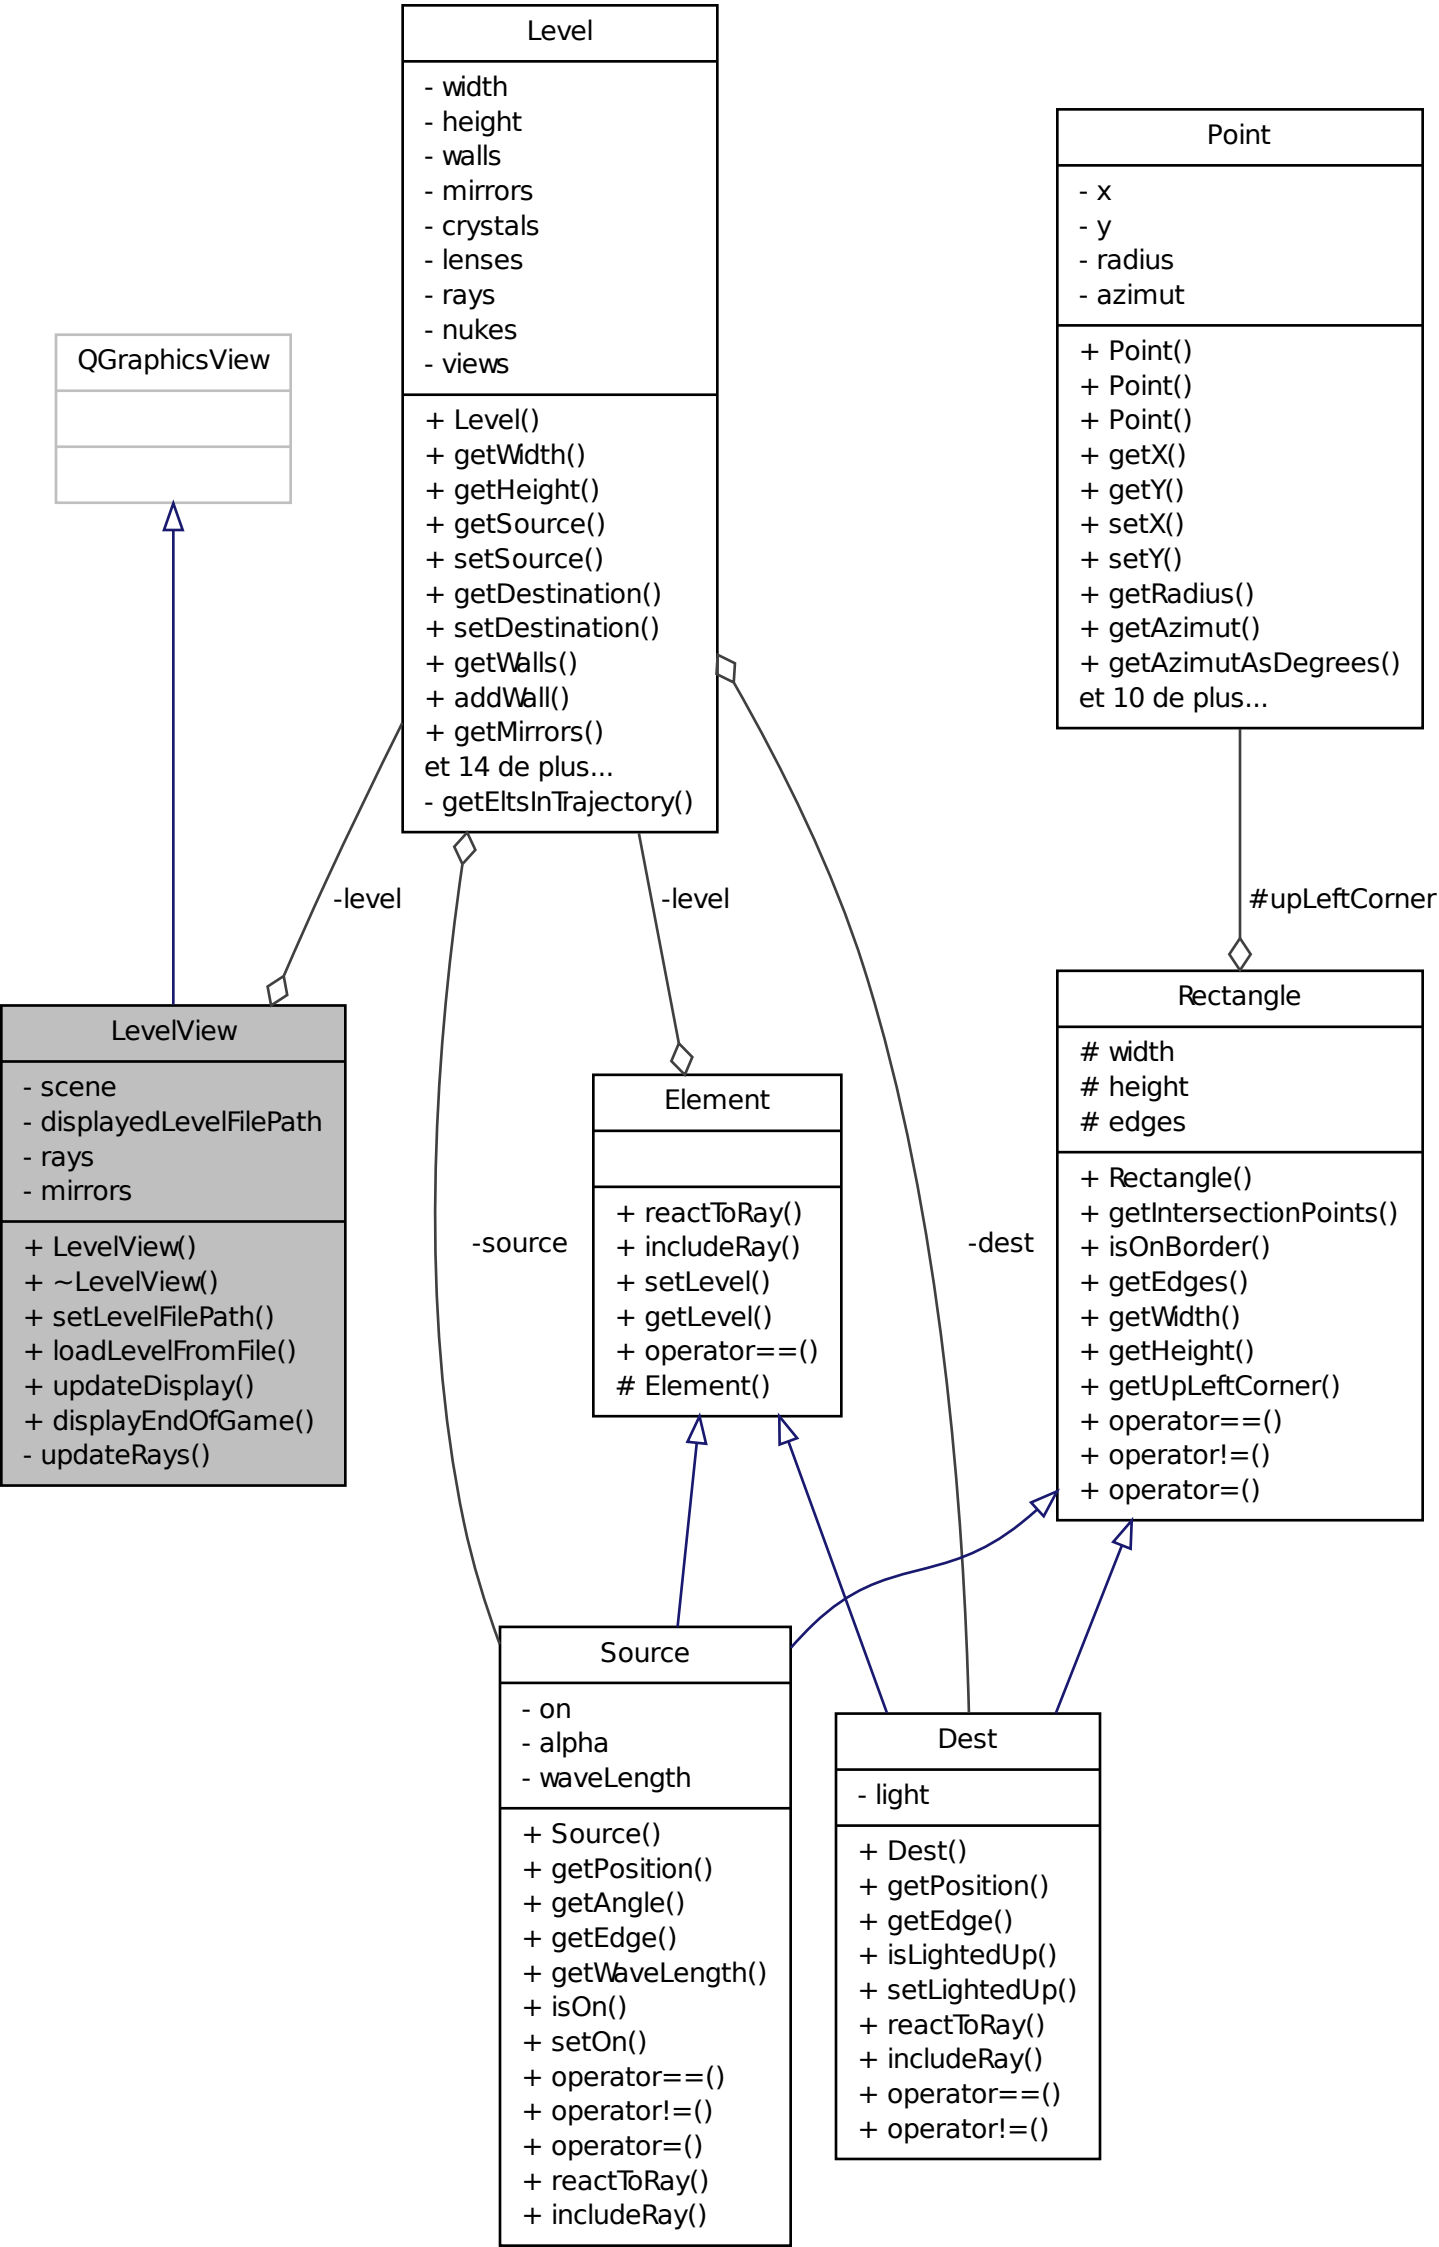 Level
- width
- height
- walls
- mirrors
- crystals
- lenses
- rays
- nukes
- views
+ Level()
+ getWidth()
+ getHeight()
+ getSource()
+ setSource()
+ getDestination()
+ setDestination()
+ getWalls()
+ addWall()
+ getMirrors()
et 14 de plus...
- getEltsInTrajectory()
Point
- x
- y
- radius
- azimut
+ Point()
+ Point()
+ Point()
+ getX()
+ getY()
+ setX()
+ setY()
+ getRadius()
+ getAzimut()
+ getAzimutAsDegrees()
et 10 de plus...
QGraphicsView
-level
-level
#upLeftCorner
LevelView
- scene
- displayedLevelFilePath
- rays
- mirrors
+ LevelView()
+ ~LevelView()
+ setLevelFilePath()
+ loadLevelFromFile()
+ updateDisplay()
+ displayEndOfGame()
- updateRays()
-source
Element
+ reactToRay()
+ includeRay()
+ setLevel()
+ getLevel()
+ operator==()
# Element()
-dest
Rectangle
# width
# height
# edges
+ Rectangle()
+ getIntersectionPoints()
+ isOnBorder()
+ getEdges()
+ getWidth()
+ getHeight()
+ getUpLeftCorner()
+ operator==()
+ operator!=()
+ operator=()
Source
- on
- alpha
- waveLength
+ Source()
+ getPosition()
+ getAngle()
+ getEdge()
+ getWaveLength()
+ isOn()
+ setOn()
+ operator==()
+ operator!=()
+ operator=()
+ reactToRay()
+ includeRay()
Dest
- light
+ Dest()
+ getPosition()
+ getEdge()
+ isLightedUp()
+ setLightedUp()
+ reactToRay()
+ includeRay()
+ operator==()
+ operator!=()